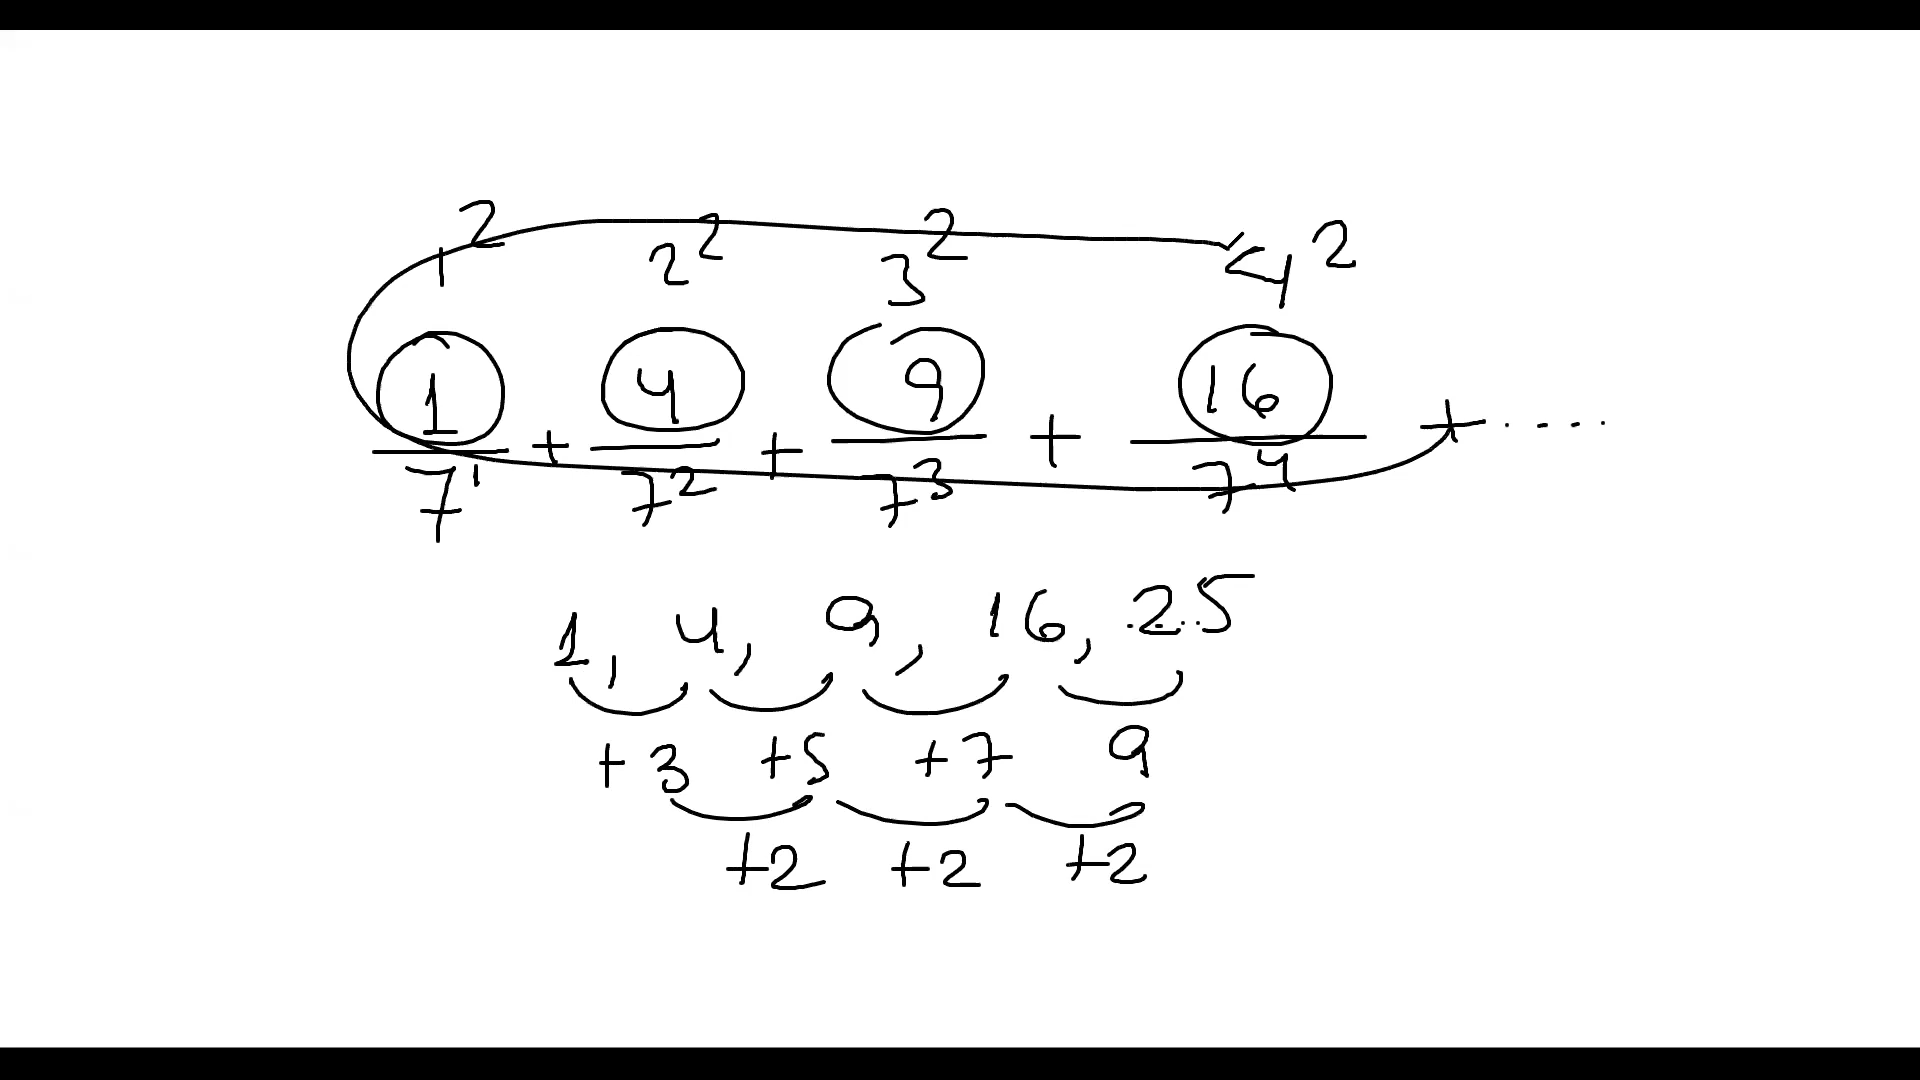 1² 2² 3² 4²
1/7¹ + 4/7² + 9/7³ + 16/7⁴ + .....
1, 4, 9, 16, 25
+3 +5 +7 9
+2 +2 +2